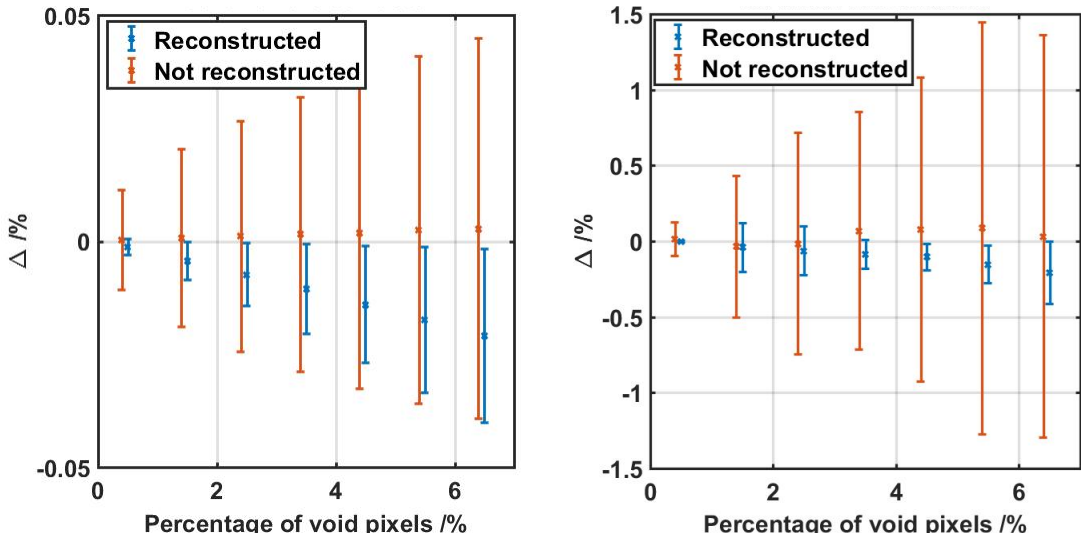 0.05
0
-0.05
Δ /%
Reconstructed
Not reconstructed
0 2 4 6
Percentage of void pixels /%
1.5
1
0.5
0
-0.5
-1
-1.5
Δ /%
Reconstructed
Not reconstructed
0 2 4 6
Percentage of void pixels /%